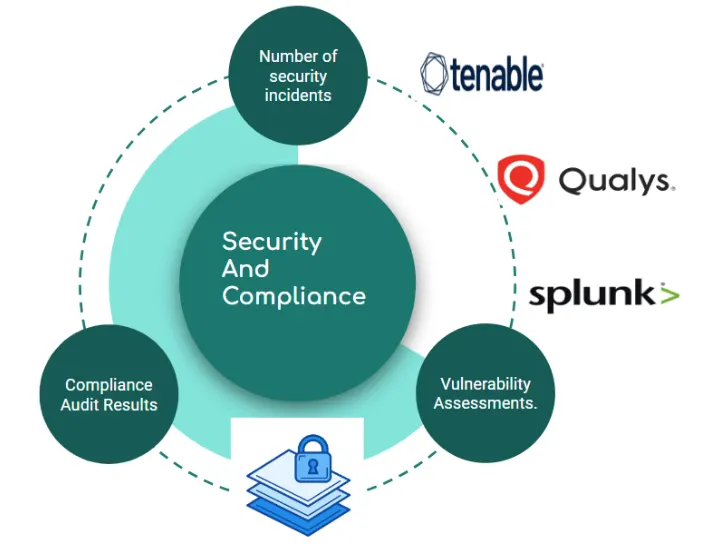 Number of
security
incidents
tenable
Qualys.
splunk>
Security
And
Compliance
Compliance
Audit Results
Vulnerability
Assessments.